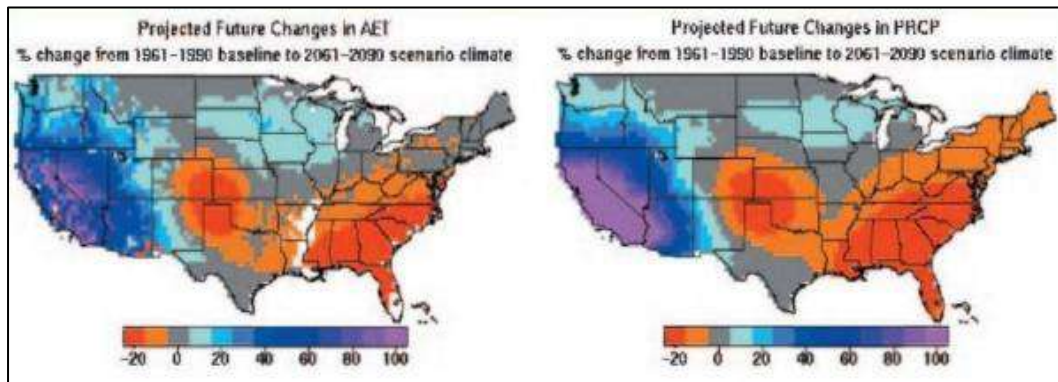 Projected Future Changes in AET
% change from 1961–1990 baseline to 2061–2090 scenario climate
-20 0 20 40 60 80 100
Projected Future Changes in PRCP
% change from 1961–1990 baseline to 2061–2090 scenario climate
-20 0 20 40 60 80 100